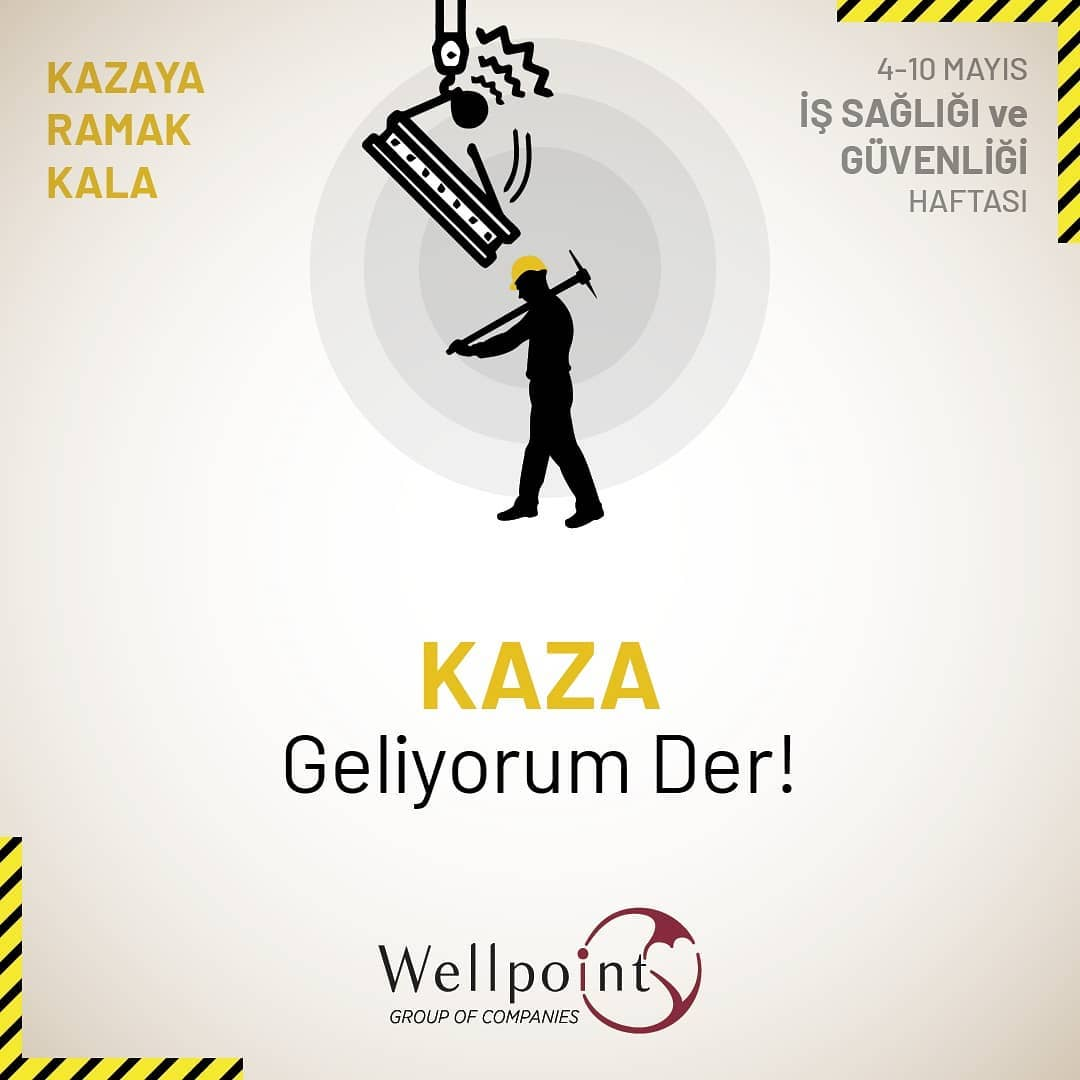 KAZAYA
RAMAK
KALA
4-10 MAYIS
İŞ SAĞLIĞI ve
GÜVENLİĞİ
HAFTASI
KAZA
Geliyorum Der!
Wellpoint
GROUP OF COMPANIES